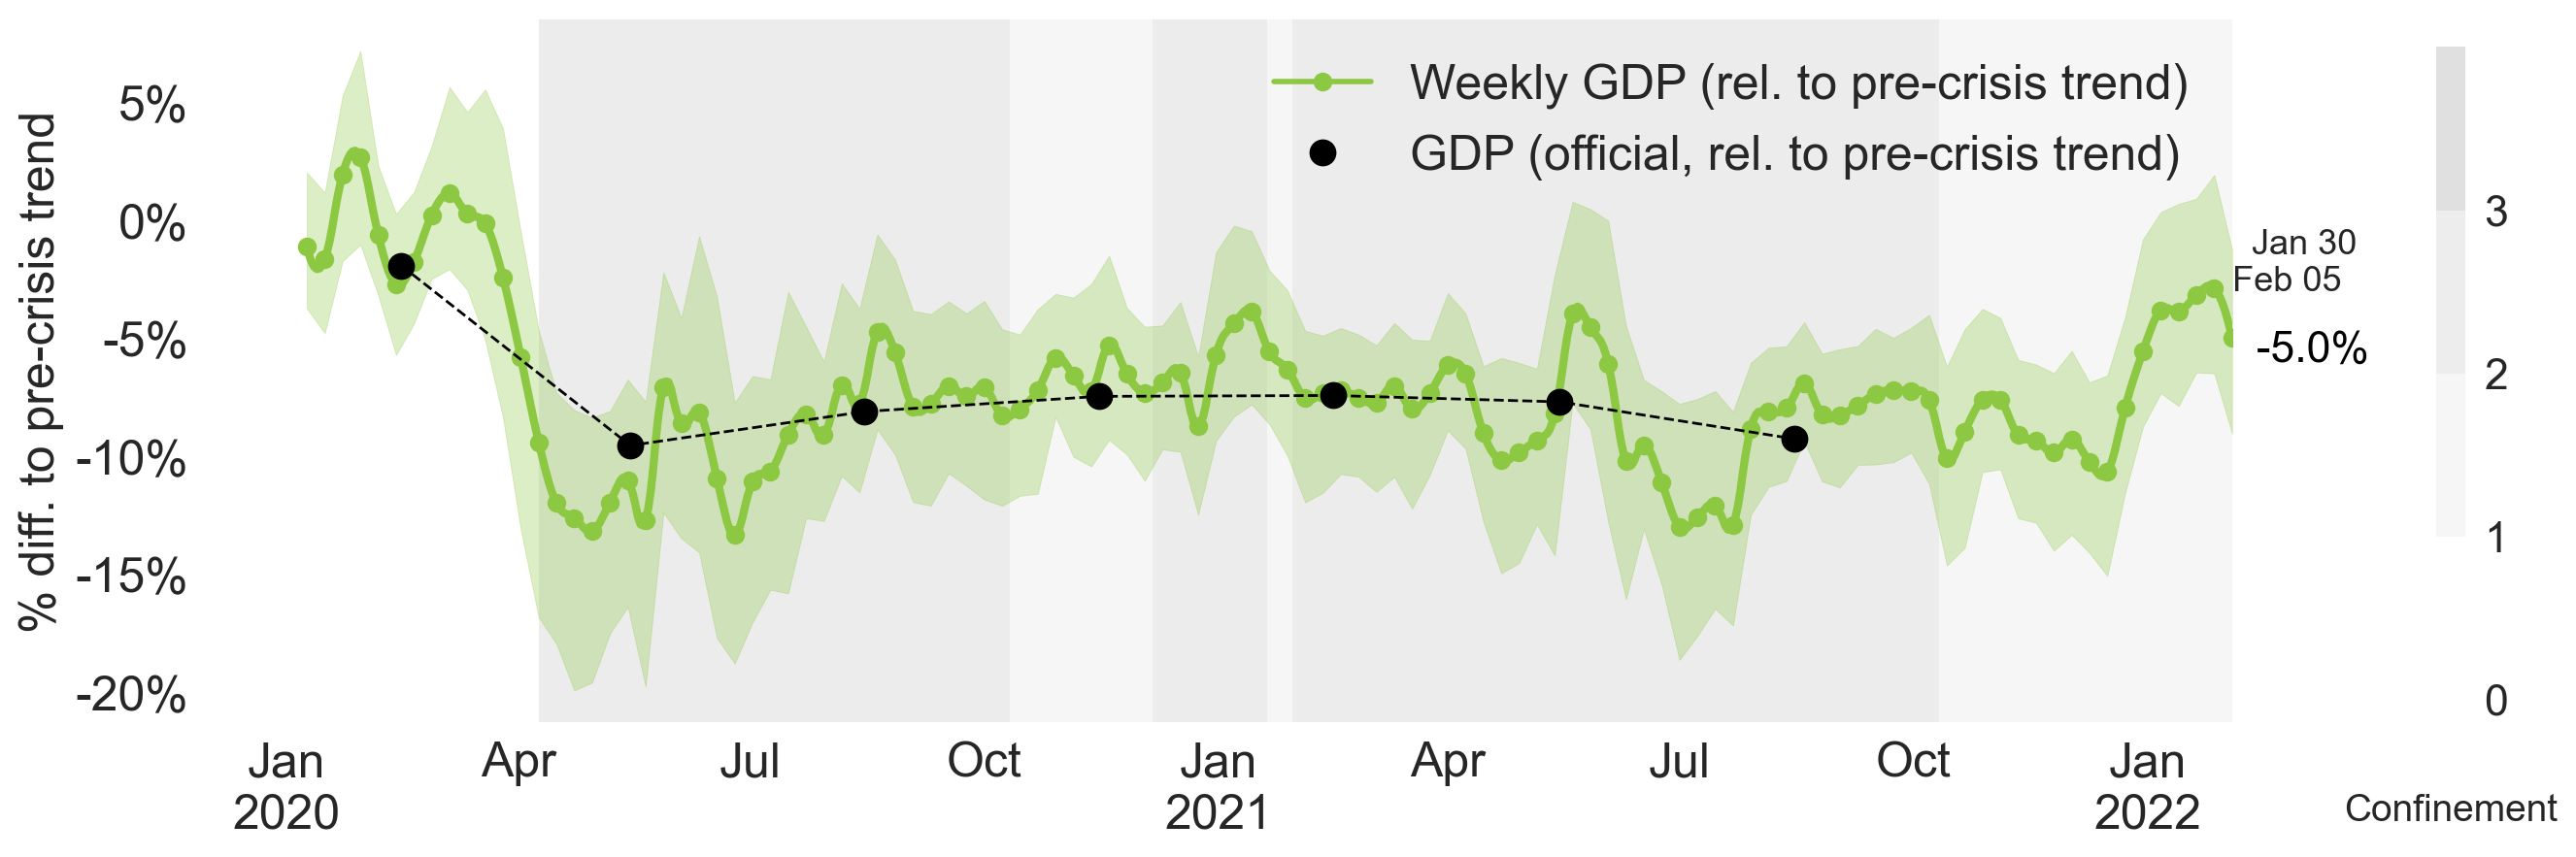 % diff. to pre-crisis trend
5%
0%
-5%
-10%
-15%
-20%
Weekly GDP (rel. to pre-crisis trend)
GDP (official, rel. to pre-crisis trend)
Jan 30
Feb 05
-5.0%
3
2
1
0
Confinement
Jan
2020
Apr
Jul
Oct
Jan
2021
Apr
Jul
Oct
Jan
2022